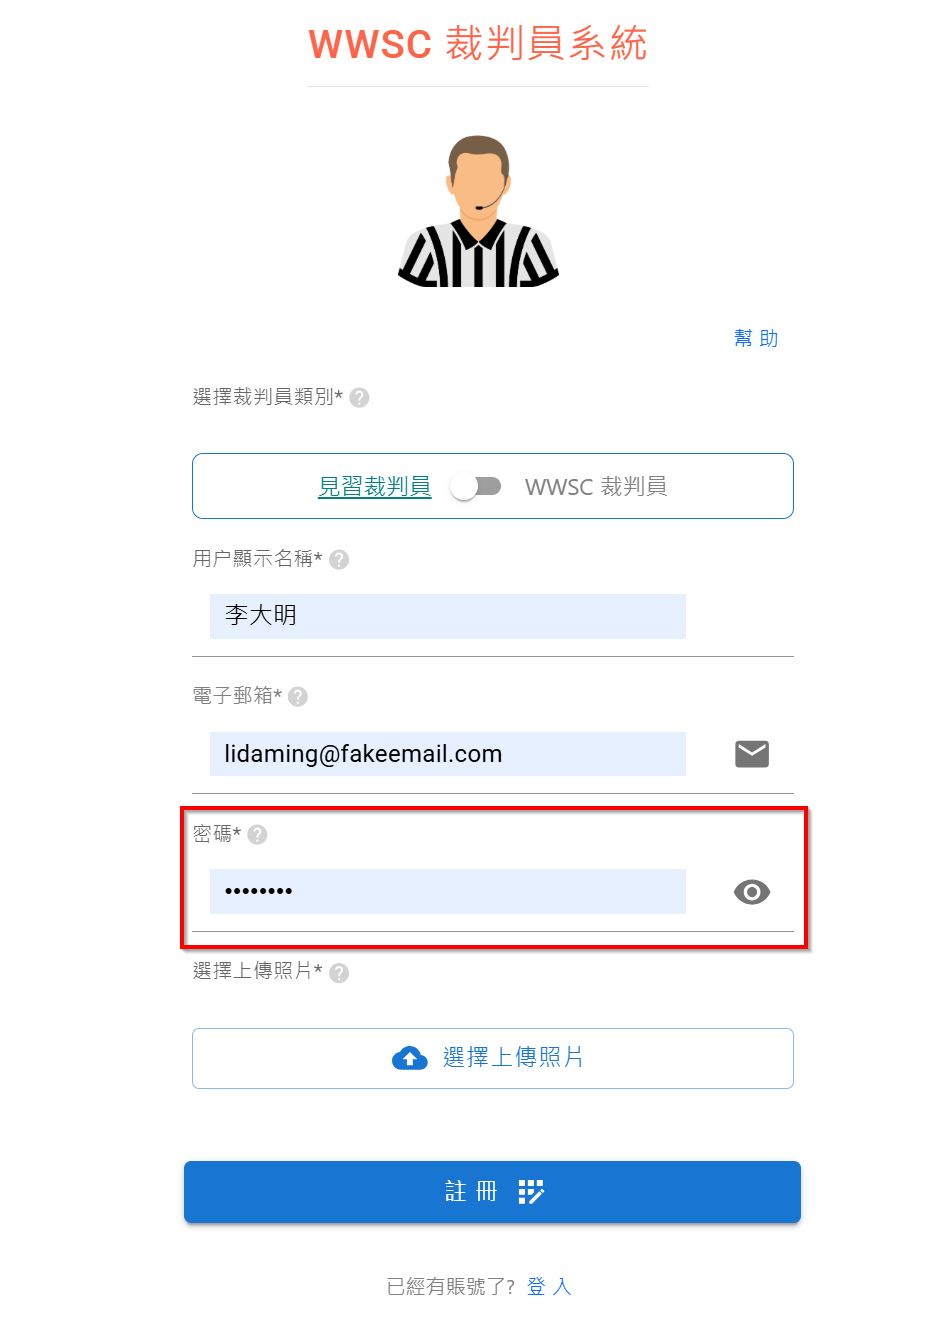 WWSC 裁判員系統
幫 助
選擇裁判員類別* ?
見習裁判員 WWSC 裁判員
用户顯示名稱* ?
李大明
電子郵箱* ?
lidaming@fakeemail.com
密碼* ?
••••••••
選擇上傳照片* ?
選擇上傳照片
註 冊
已經有賬號了? 登 入